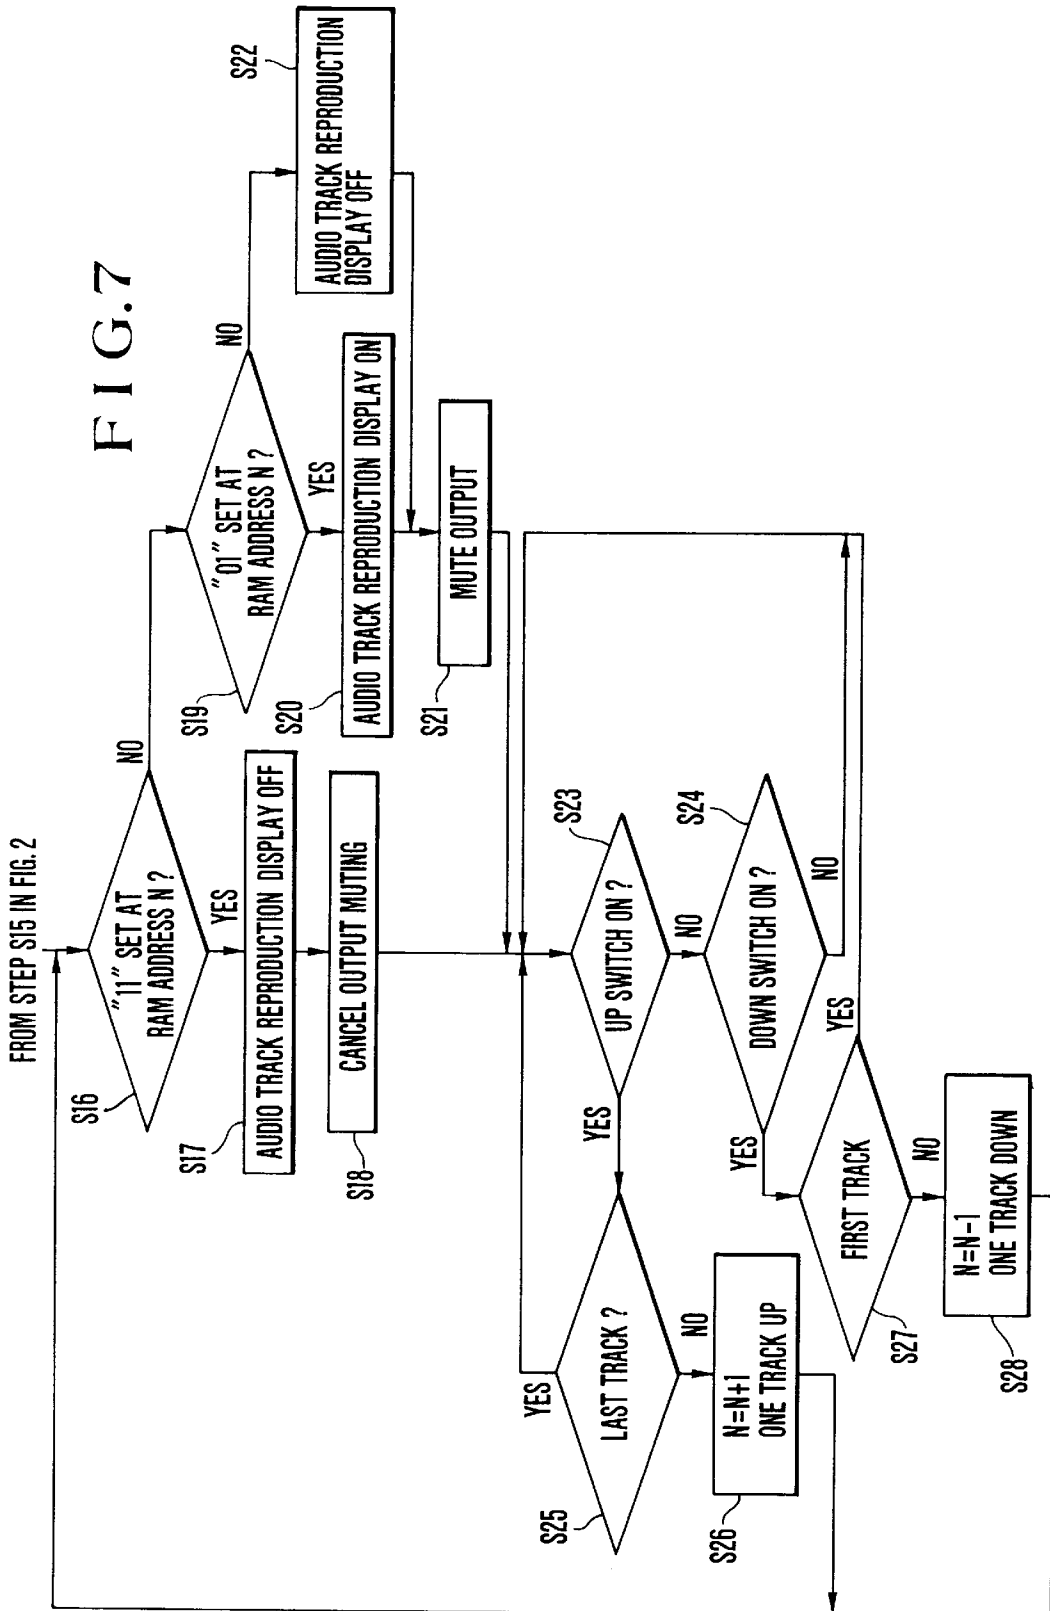 FIG.7
FROM STEP S15 IN FIG. 2
S16
"11" SET AT
RAM ADDRESS N ?
NO
YES
S17
AUDIO TRACK REPRODUCTION DISPLAY OFF
S18
CANCEL OUTPUT MUTING
S19
"01" SET AT
RAM ADDRESS N ?
NO
YES
S20
AUDIO TRACK REPRODUCTION DISPLAY ON
S21
MUTE OUTPUT
S22
AUDIO TRACK REPRODUCTION
DISPLAY OFF
S23
UP SWITCH ON ?
YES
NO
S24
DOWN SWITCH ON ?
NO
YES
S25
LAST TRACK ?
YES
NO
S26
N=N+1
ONE TRACK UP
S27
FIRST TRACK
YES
NO
S28
N=N-1
ONE TRACK DOWN